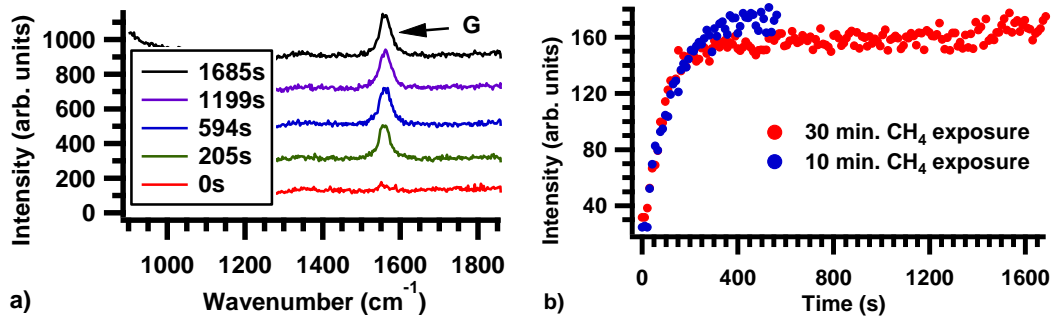 Intensity (arb. units)
1000
800
600
400
200
0
G
1685s
1199s
594s
205s
0s
1000
1200
1400
1600
1800
Wavenumber (cm⁻¹)
a)
Intensity (arb. units)
160
120
80
40
30 min. CH₄ exposure
10 min. CH₄ exposure
0
400
800
1200
1600
Time (s)
b)